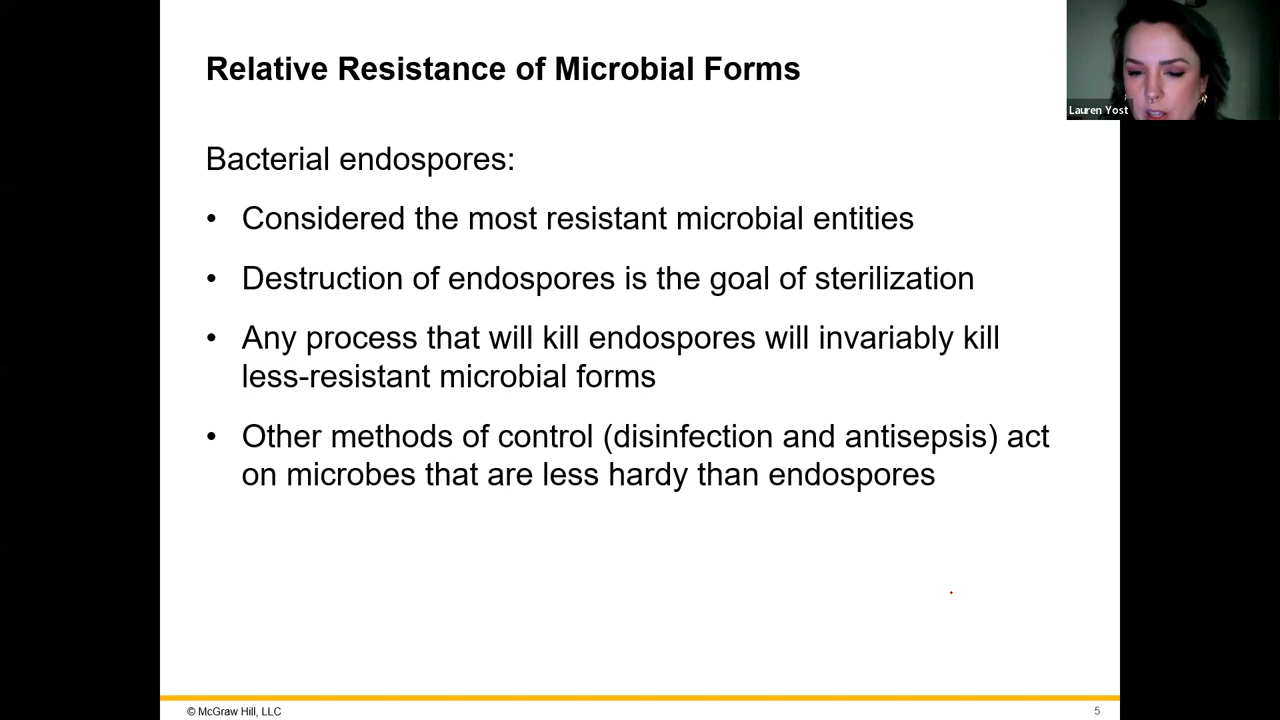 Relative Resistance of Microbial Forms
Lauren Yost
Bacterial endospores:
• Considered the most resistant microbial entities
• Destruction of endospores is the goal of sterilization
• Any process that will kill endospores will invariably kill
less-resistant microbial forms
• Other methods of control (disinfection and antisepsis) act
on microbes that are less hardy than endospores
© McGraw Hill, LLC
5